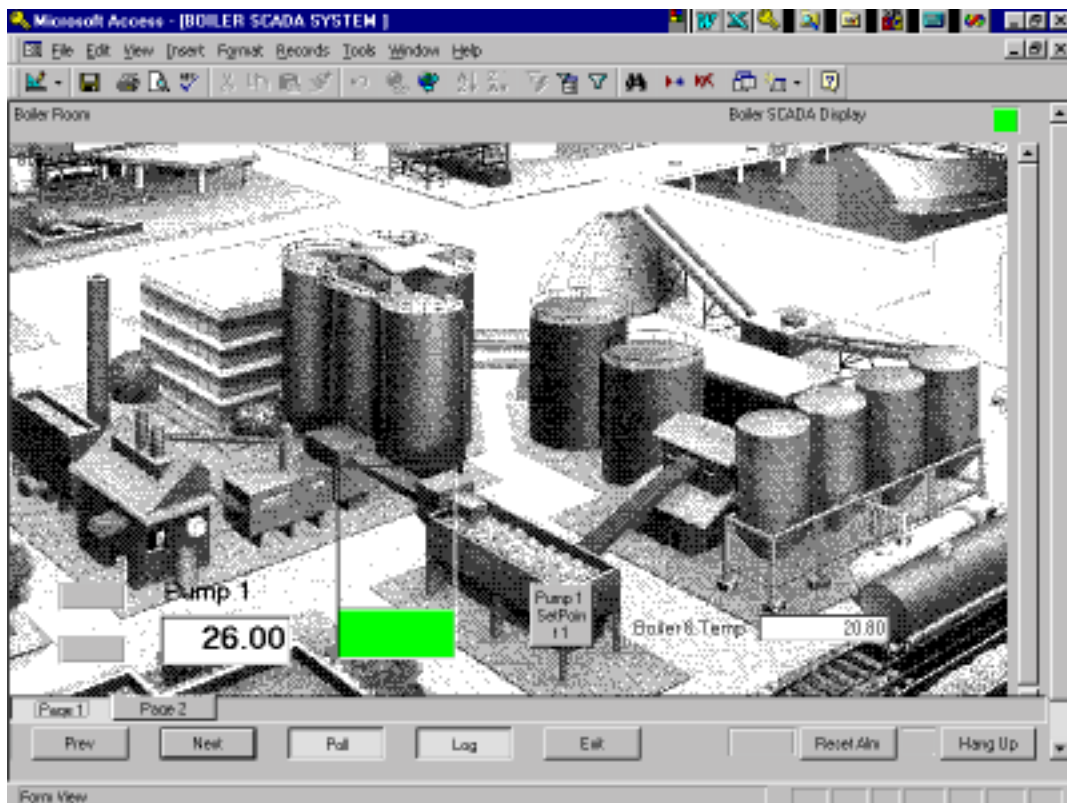 Microsoft Access - [BOILER SCADA SYSTEM ]
File Edit View Insert Format Records Tools Window Help
Boiler Room
Boiler SCADA Display
Pump 1
26.00
Pump 1
SetPoin
t 1
Boiler 6 Temp
20.80
Page 1
Page 2
Prev
Next
Poll
Log
Exit
Reset Alm
Hang Up
Form View